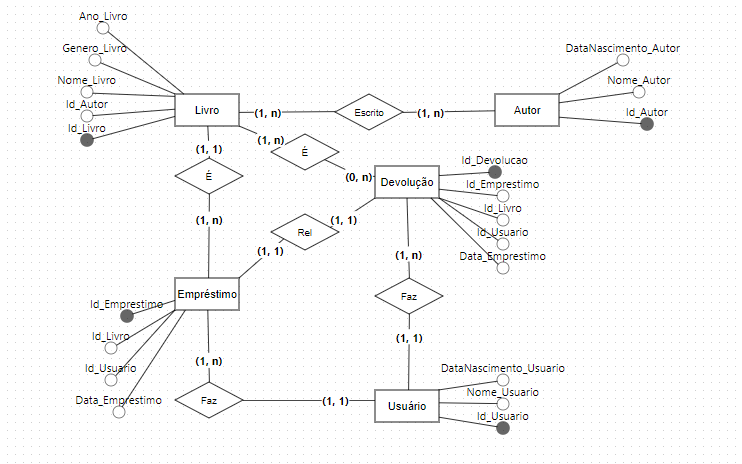 Ano_Livro
Genero_Livro
Nome_Livro
Id_Autor
Id_Livro
Livro
(1, n)
Escrito
(1, n)
Autor
DataNascimento_Autor
Nome_Autor
Id_Autor
(1, 1)
É
(1, n)
(1, n)
É
(0, n)
Devolução
Id_Devolucao
Id_Emprestimo
Id_Livro
Id_Usuario
Data_Emprestimo
(1, 1)
Rel
(1, 1)
Empréstimo
Id_Emprestimo
Id_Livro
Id_Usuario
Data_Emprestimo
(1, n)
Faz
(1, 1)
(1, n)
Faz
(1, 1)
Usuário
DataNascimento_Usuario
Nome_Usuario
Id_Usuario